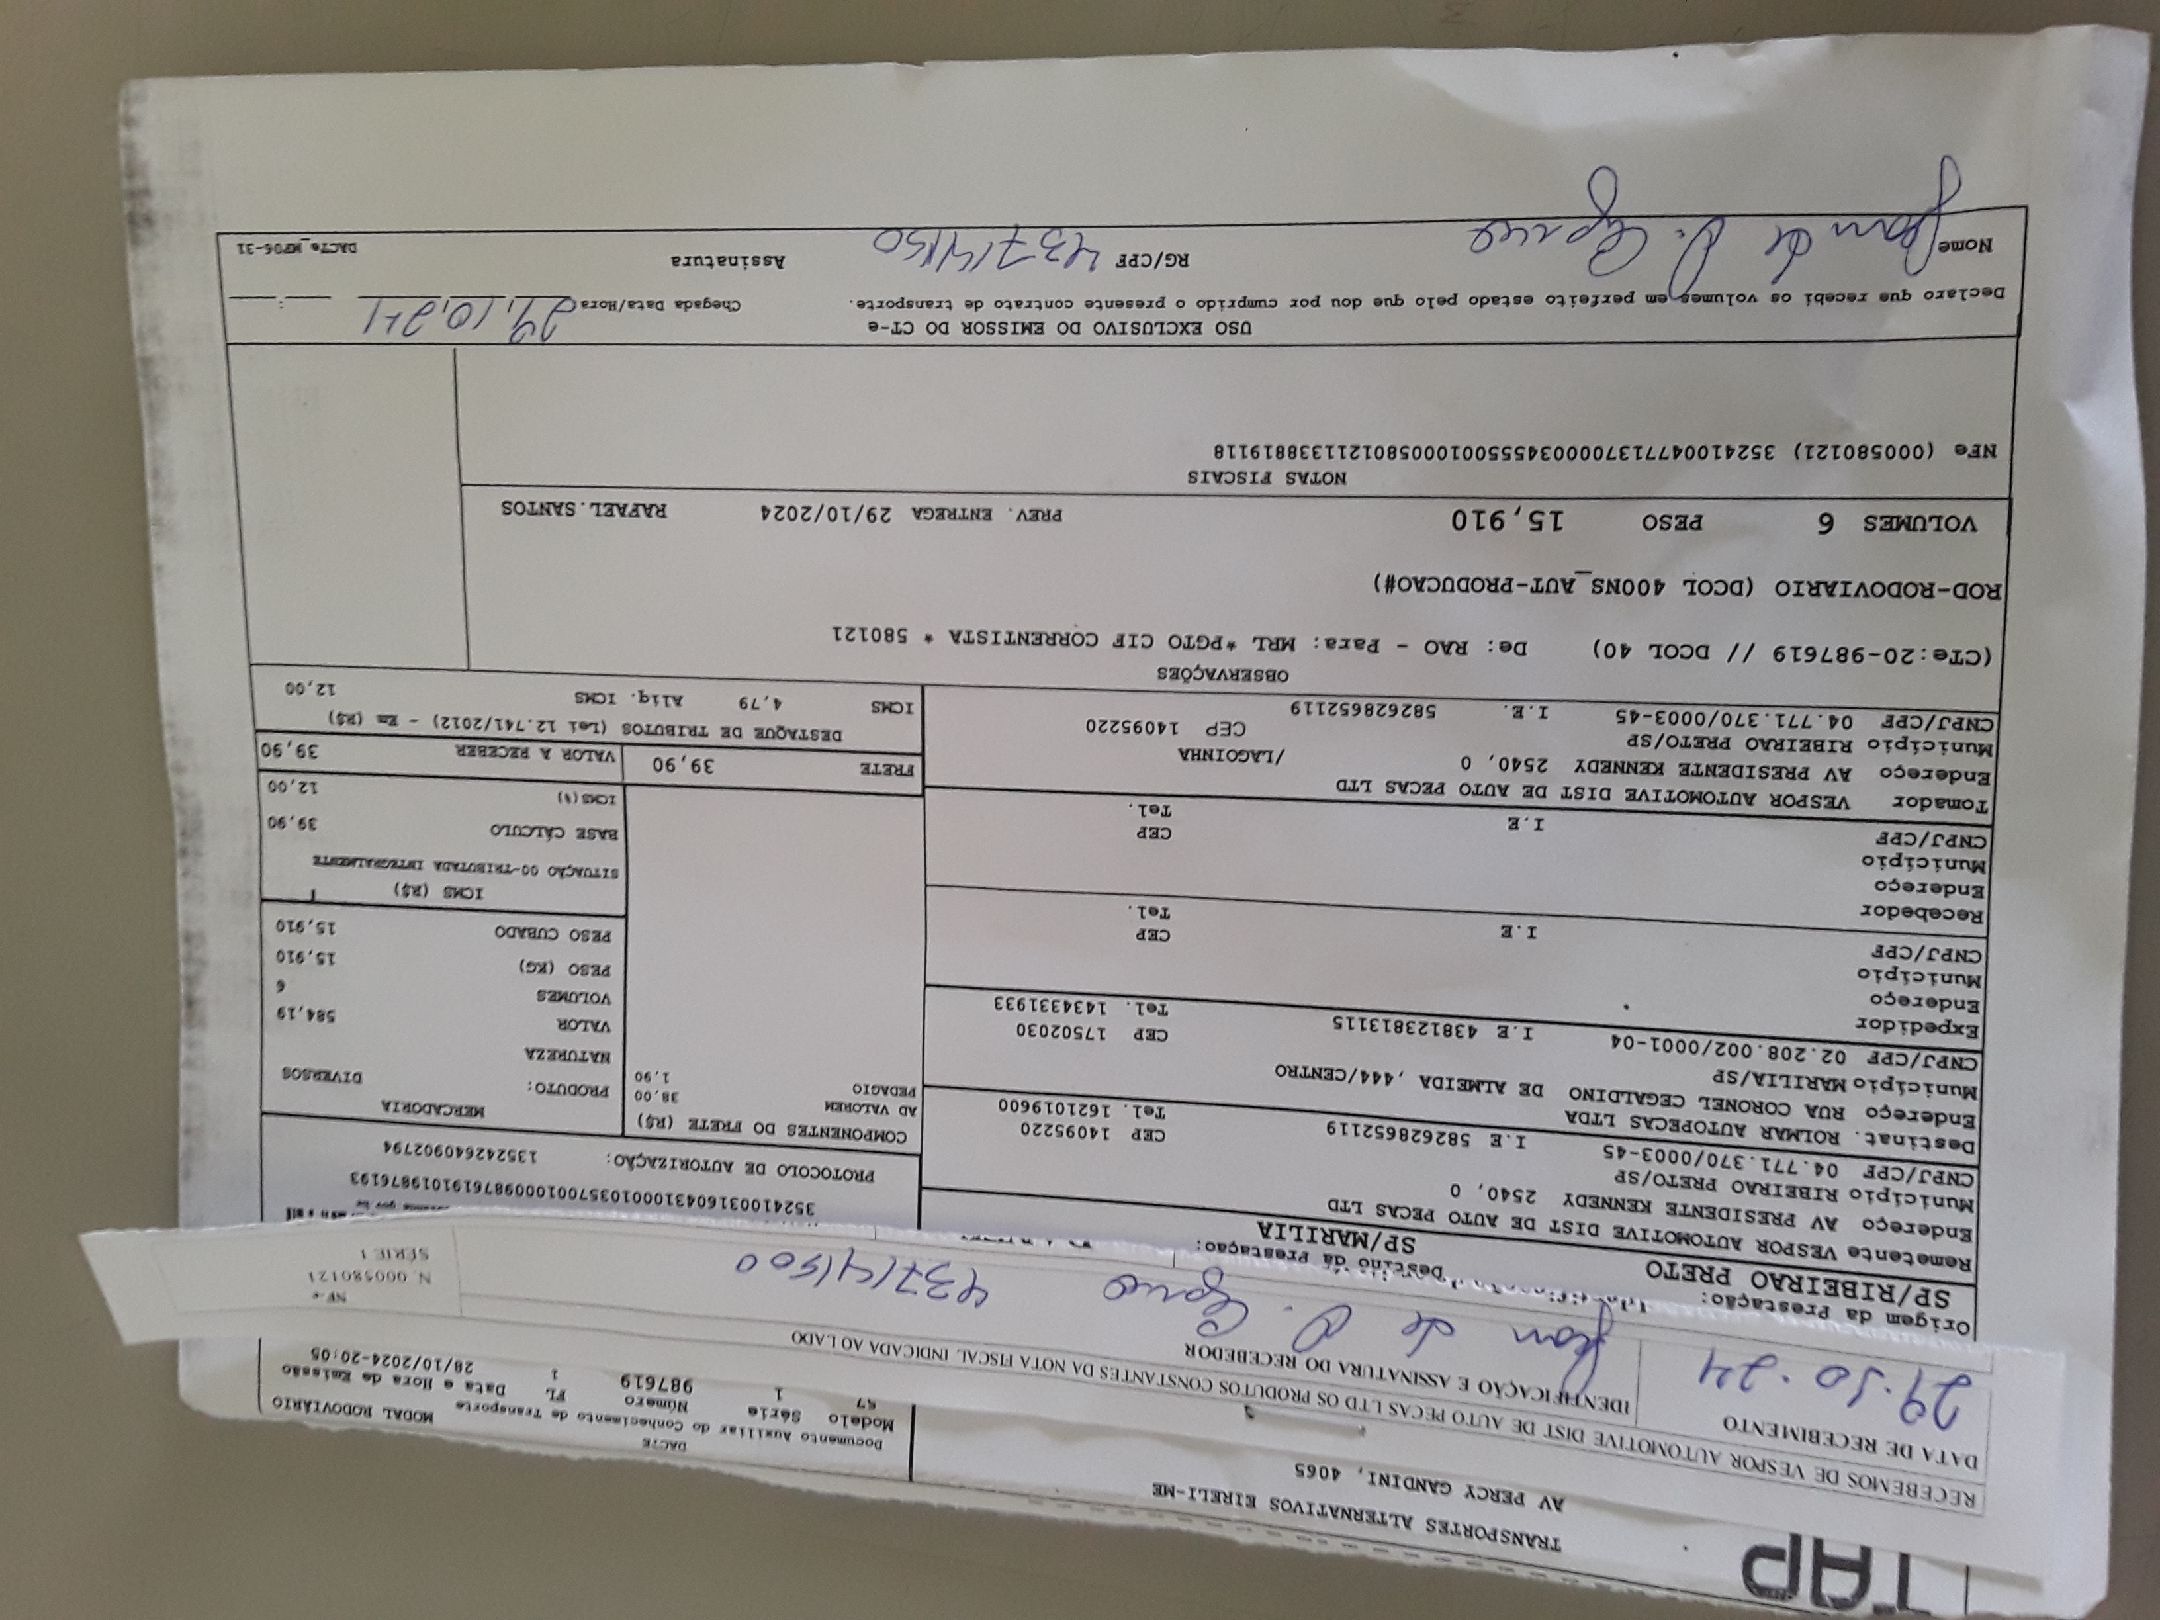 TAP
TRANSPORTES ALTERNATIVOS EIRELI-ME
AV PERCY GANDINI, 4065
DACTE
Documento Auxiliar do Conhecimento de Transporte
MODAL RODOVIÁRIO
Modelo Série Número FL Data e Hora de Emissão
57 1 987619 1 28/10/2024-20:05
RECEBEMOS DE VESPOR AUTOMOTIVE DIST DE AUTO PECAS LTD OS PRODUTOS CONSTANTES DA NOTA FISCAL INDICADA AO LADO
DATA DE RECEBIMENTO
29.10.24
IDENTIFICAÇÃO E ASSINATURA DO RECEBEDOR
de O.
NF-e
N. 000580121
SÉRIE 1
Origem da Prestação:
SP/RIBEIRAO PRETO
Destino da Prestação:
SP/MARILIA
Remetente VESPOR AUTOMOTIVE DIST DE AUTO PECAS LTD
Endereço AV PRESIDENTE KENNEDY 2540, 0
Município RIBEIRAO PRETO/SP CEP 14095220
CNPJ/CPF 04.771.370/0003-45 I.E 582628652119 Tel. 1621019600
Destinat. ROLMAR AUTOPECAS LTDA
Endereço RUA CORONEL CEGALDINO DE ALMEIDA ,444/CENTRO
Município MARILIA/SP CEP 17502030
CNPJ/CPF 02.208.002/0001-04 I.E 438123813115 Tel. 1434331933
Expedidor
Endereço
Município CEP
CNPJ/CPF I.E Tel.
Recebedor
Endereço
Município CEP
CNPJ/CPF I.E Tel.
Tomador VESPOR AUTOMOTIVE DIST DE AUTO PECAS LTD
Endereço AV PRESIDENTE KENNEDY 2540, 0 /LAGOINHA
Município RIBEIRAO PRETO/SP CEP 14095220
CNPJ/CPF 04.771.370/0003-45 I.E. 582628652119
35241003160431000103570010009876191019876193
PROTOCOLO DE AUTORIZAÇÃO: 135242640902794
COMPONENTES DO FRETE (R$)
AD VALOREM 38,00
PEDAGIO 1,90
MERCADORIA
PRODUTO: DIVERSOS
NATUREZA
VALOR 584,19
VOLUMES 6
PESO (KG) 15,910
PESO CUBADO 15,910
ICMS (R$)
SITUAÇÃO 00-TRIBUTADA INTEGRALMENTE
BASE CÁLCULO 39,90
ICMS(%) 12,00
FRETE 39,90
VALOR A RECEBER 39,90
DESTAQUE DE TRIBUTOS (Lei 12.741/2012) - Em (R$)
ICMS 4,79 Aliq. ICMS 12,00
OBSERVAÇÕES
(CTe:20-987619 // DCOL 40) De: RAO - Para: MRL *PGTO CIF CORRENTISTA * 580121
ROD-RODOVIARIO (DCOL 400NS_AUT-PRODUCAO#)
VOLUMES 6 PESO 15,910 PREV. ENTREGA 29/10/2024 RAFAEL.SANTOS
NOTAS FISCAIS
NFe (000580121) 352410047713700003455500100058012111338819118
USO EXCLUSIVO DO EMISSOR DO CT-e
Declaro que recebi os volumes em perfeito estado pelo que dou por cumprido o presente contrato de transporte.
Chegada Data/Hora 29,10,24 :
Nome de O. RG/CPF Assinatura
DACTe_MF06-31